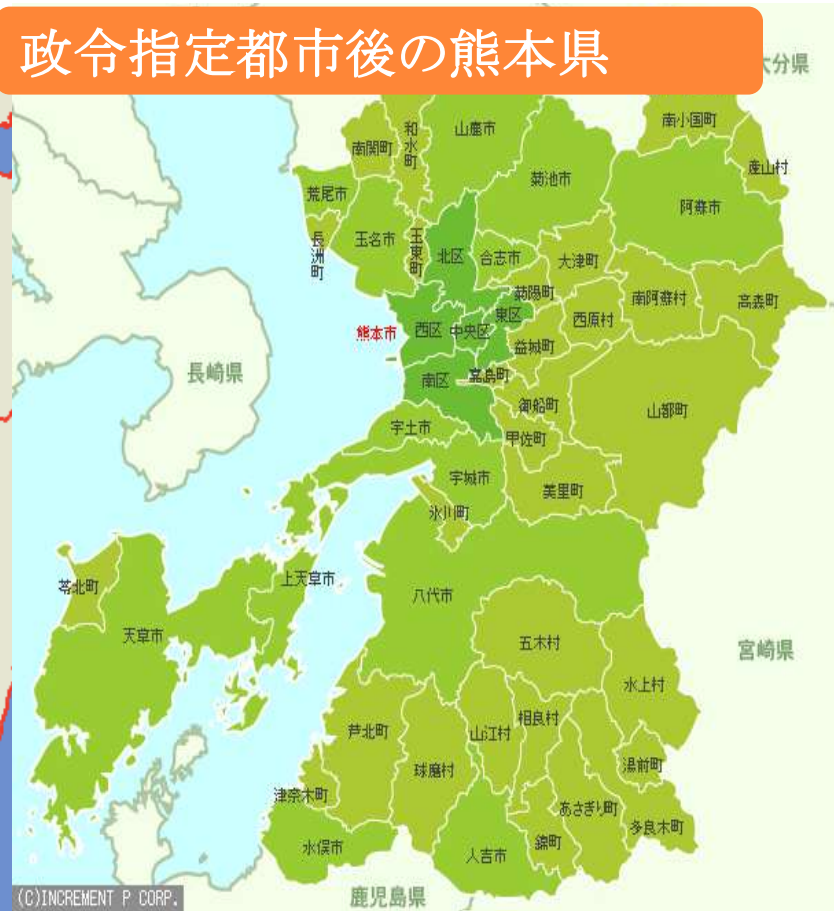 政令指定都市後の熊本県
大分県
南小国町
和水町
山鹿市
南関町
産山村
菊池市
荒尾市
阿蘇市
長洲町
玉名市
玉東町
北区
合志市
大津町
菊陽町
南阿蘇村
高森町
東区
西原村
熊本市
西区
中央区
益城町
長崎県
南区
嘉島町
御船町
山都町
宇土市
甲佐町
宇城市
美里町
氷川町
上天草市
苓北町
八代市
天草市
五木村
宮崎県
水上村
芦北町
山江村
相良村
球磨村
湯前町
津奈木町
あさぎり町
多良木町
水俣市
人吉市
錦町
鹿児島県
(C)INCREMENT P CORP.